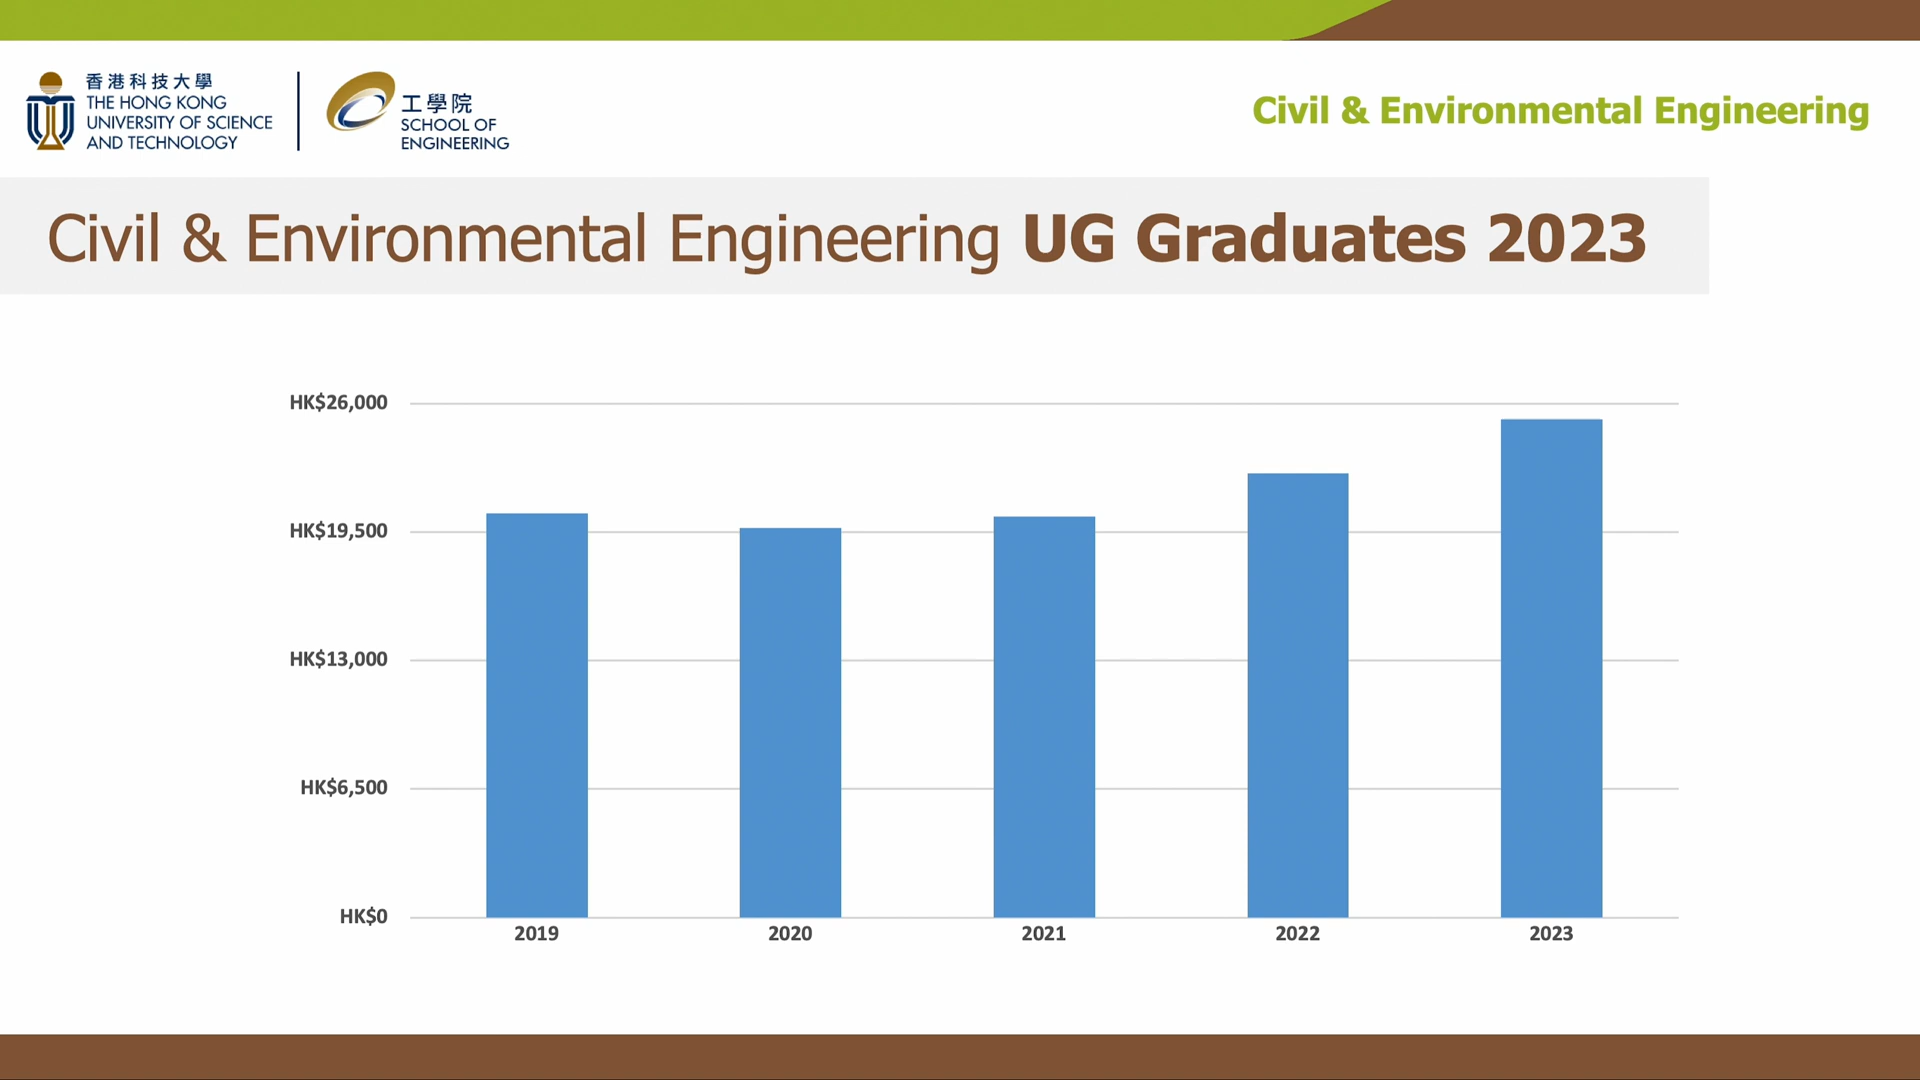 香港科技大學
THE HONG KONG
UNIVERSITY OF SCIENCE
AND TECHNOLOGY
工學院
SCHOOL OF
ENGINEERING
Civil & Environmental Engineering
Civil & Environmental Engineering UG Graduates 2023
HK$26,000
HK$19,500
HK$13,000
HK$6,500
HK$0
2019 2020 2021 2022 2023